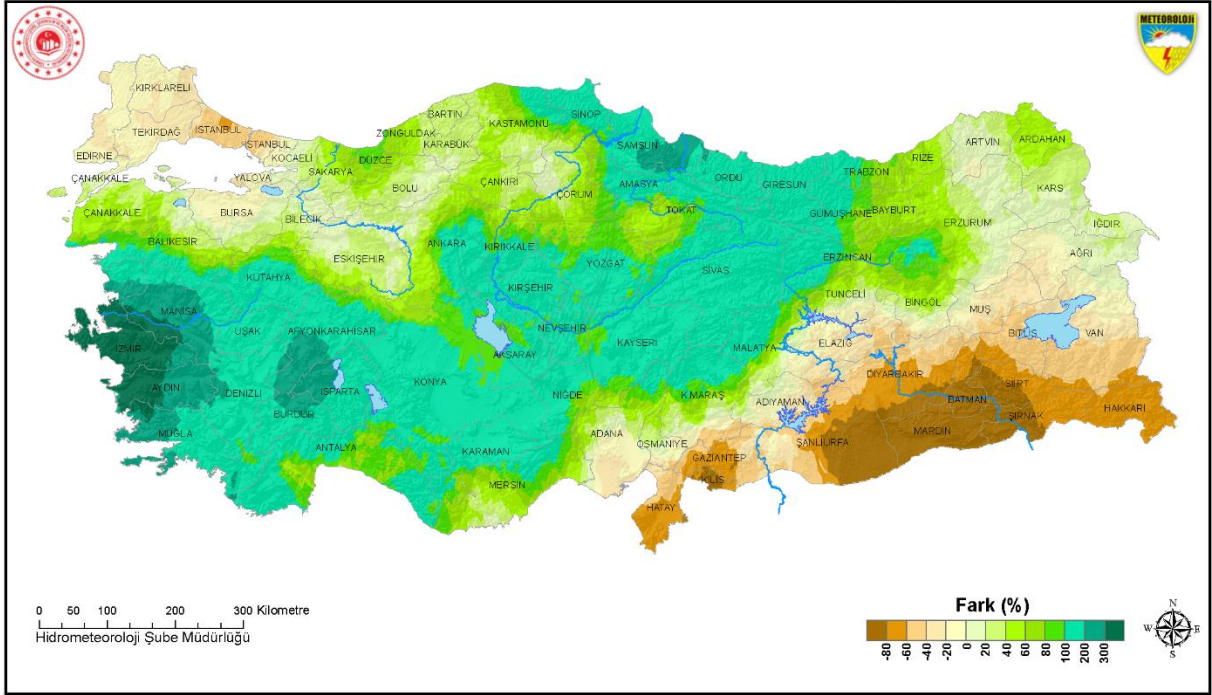 METEOROLOJİ
KIRKLARELİ
TEKİRDAĞ
İSTANBUL
EDİRNE
İSTANBUL
KOCAELİ
ÇANAKKALE
YALOVA
SAKARYA
DÜZCE
ZONGULDAK
BARTIN
KARABÜK
KASTAMONU
SİNOP
SAMSUN
ÇANAKKALE
BURSA
BİLECİK
BOLU
ÇANKIRI
ÇORUM
AMASYA
ORDU
GİRESUN
TRABZON
RİZE
ARTVİN
ARDAHAN
KARS
IĞDIR
AĞRI
BALIKESİR
ESKİŞEHİR
ANKARA
KIRIKKALE
YOZGAT
TOKAT
SİVAS
GÜMÜŞHANE
BAYBURT
ERZURUM
ERZİNSAN
KÜTAHYA
MANİSA
UŞAK
AFYONKARAHİSAR
KIRŞEHİR
NEVŞEHİR
KAYSERİ
AKSARAY
MALATYA
TUNCELİ
BİNGÖL
ELAZIĞ
MUŞ
BİTLİS
VAN
İZMİR
AYDIN
DENİZLİ
ISPARTA
BURDUR
KONYA
NİĞDE
K.MARAŞ
ADIYAMAN
DİYARBAKIR
SİİRT
BATMAN
ŞIRNAK
HAKKARİ
MARDİN
ŞANLIURFA
MUĞLA
ANTALYA
KARAMAN
MERSİN
ADANA
OSMANİYE
GAZİANTEP
KİLİS
HATAY
0 50 100 200 300 Kilometre
Hidrometeoroloji Şube Müdürlüğü
Fark (%)
-80 -60 -40 -20 0 20 40 60 80 100 200 300
N
W E
S